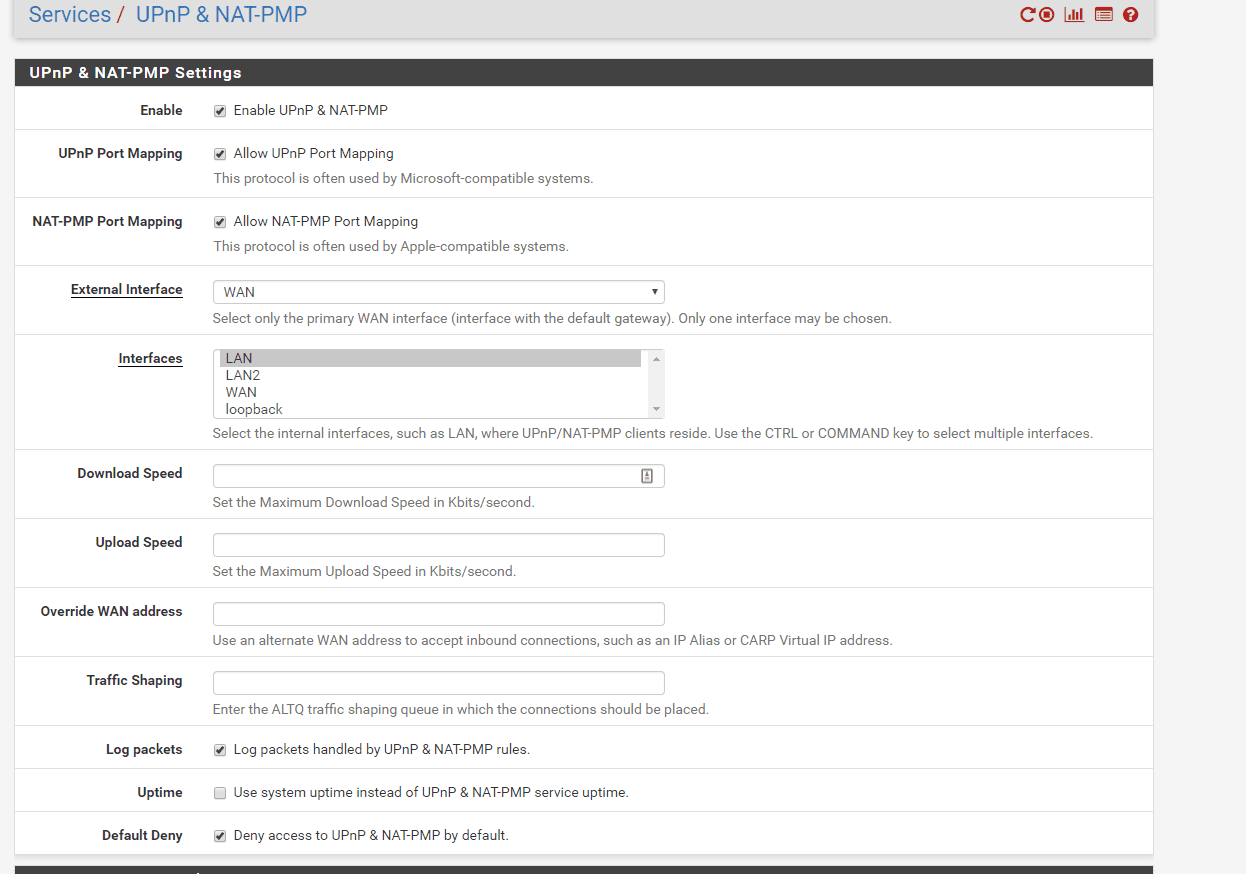 Services / UPnP & NAT-PMP
UPnP & NAT-PMP Settings
Enable Enable UPnP & NAT-PMP
UPnP Port Mapping Allow UPnP Port Mapping
This protocol is often used by Microsoft-compatible systems.
NAT-PMP Port Mapping Allow NAT-PMP Port Mapping
This protocol is often used by Apple-compatible systems.
External Interface WAN
Select only the primary WAN interface (interface with the default gateway). Only one interface may be chosen.
Interfaces LAN
LAN2
WAN
loopback
Select the internal interfaces, such as LAN, where UPnP/NAT-PMP clients reside. Use the CTRL or COMMAND key to select multiple interfaces.
Download Speed
Set the Maximum Download Speed in Kbits/second.
Upload Speed
Set the Maximum Upload Speed in Kbits/second.
Override WAN address
Use an alternate WAN address to accept inbound connections, such as an IP Alias or CARP Virtual IP address.
Traffic Shaping
Enter the ALTQ traffic shaping queue in which the connections should be placed.
Log packets Log packets handled by UPnP & NAT-PMP rules.
Uptime Use system uptime instead of UPnP & NAT-PMP service uptime.
Default Deny Deny access to UPnP & NAT-PMP by default.